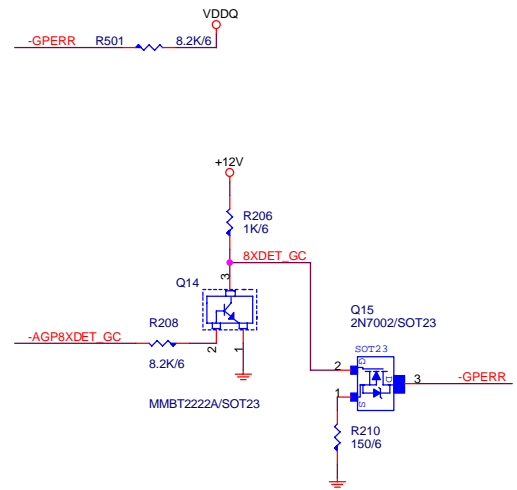 VDDQ
-GPERR R501 8.2K/6
+12V
R206
1K/6
8XDET_GC
3
Q14
Q15
2N7002/SOT23
R208
SOT23
-AGP8XDET_GC
2
1
2
G
D
3
-GPERR
8.2K/6
1
S
MMBT2222A/SOT23
R210
150/6